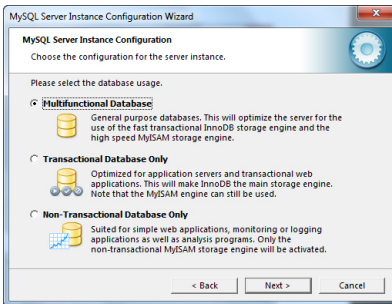 MySQL Server Instance Configuration Wizard
MySQL Server Instance Configuration
Choose the configuration for the server instance.
Please select the database usage.
Multifunctional Database
General purpose databases. This will optimize the server for the
use of the fast transactional InnoDB storage engine and the
high speed MyISAM storage engine.
Transactional Database Only
Optimized for application servers and transactional web
applications. This will make InnoDB the main storage engine.
Note that the MyISAM engine can still be used.
Non-Transactional Database Only
Suited for simple web applications, monitoring or logging
applications as well as analysis programs. Only the
non-transactional MyISAM storage engine will be activated.
< Back
Next >
Cancel